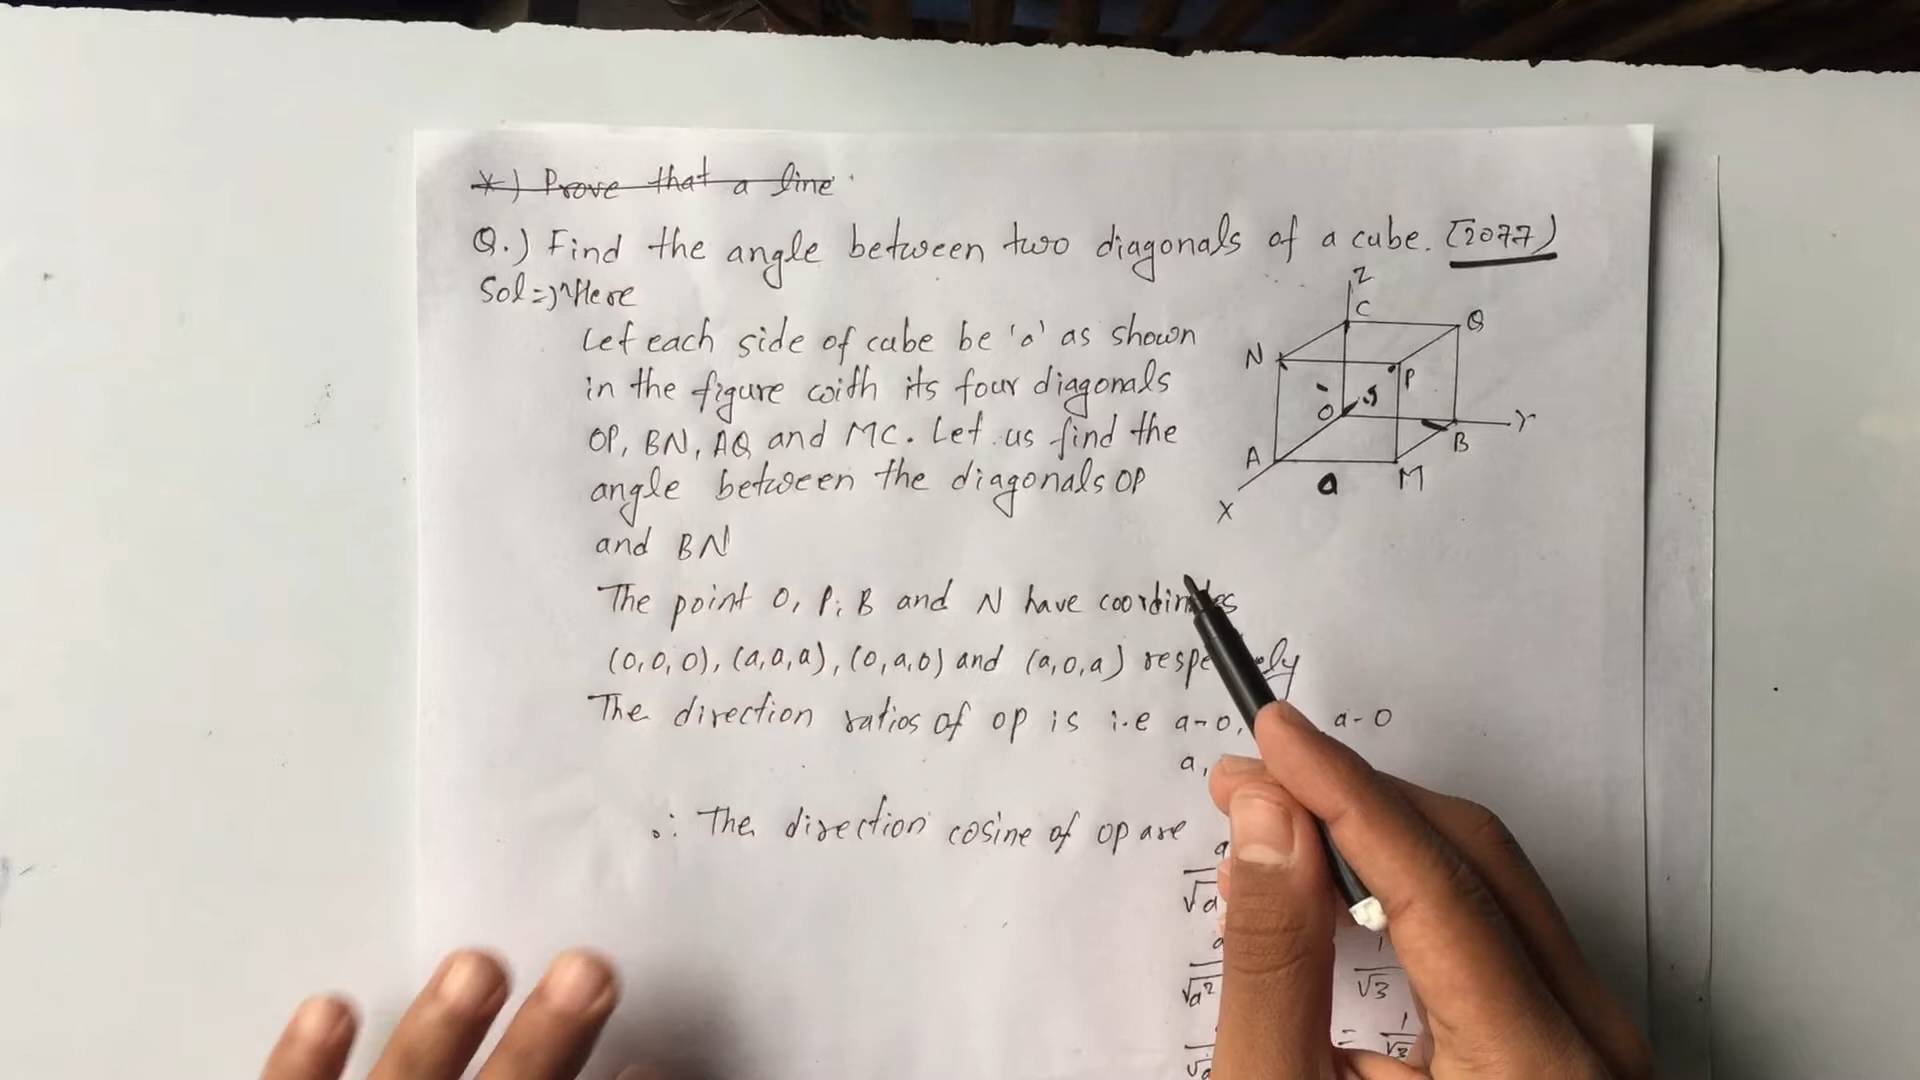 *) Prove that a line
Q.) Find the angle between two diagonals of a cube. [2077)
Sol=)^nHere
Let each side of cube be 'a' as shown
in the figure with its four diagonals
OP, BN, AQ and MC. Let us find the
angle between the diagonals OP
and BN
The point O, P, B and N have coordinates
(0,0,0), (a,a,a), (0,a,0) and (a,0,a) respectively
The direction ratios of OP is i.e a-0, a-0
a,
∴ The direction cosine of OP are
a
√a
a
√a² 1
√3
√a = 1
√3
Z
C
Q
N
P
O
Y
B
A
a
M
X